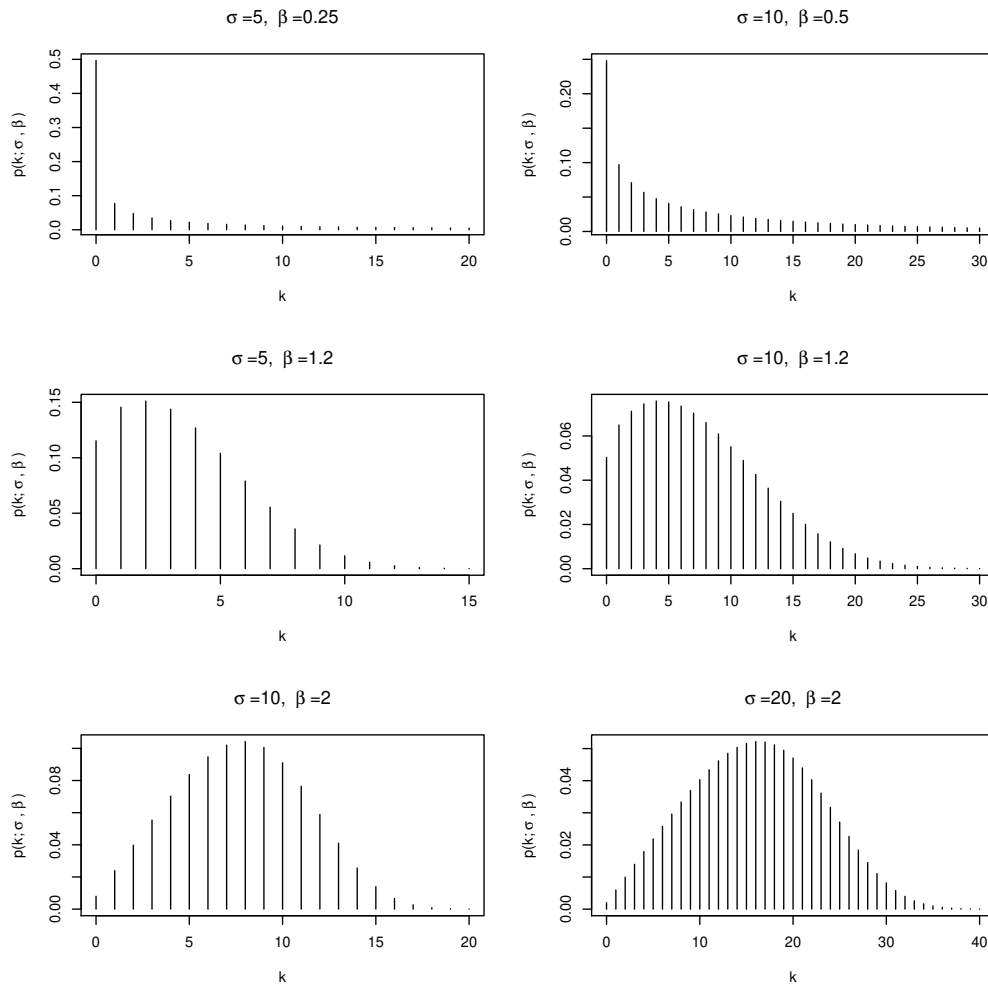 σ =5, β =0.25
p(k; σ , β)
0.0 0.1 0.2 0.3 0.4 0.5
0 5 10 15 20
k
σ =10, β =0.5
p(k; σ , β)
0.00 0.10 0.20
0 5 10 15 20 25 30
k
σ =5, β =1.2
p(k; σ , β)
0.00 0.05 0.10 0.15
0 5 10 15
k
σ =10, β =1.2
p(k; σ , β)
0.00 0.02 0.04 0.06
0 5 10 15 20 25 30
k
σ =10, β =2
p(k; σ , β)
0.00 0.04 0.08
0 5 10 15 20
k
σ =20, β =2
p(k; σ , β)
0.00 0.02 0.04
0 10 20 30 40
k